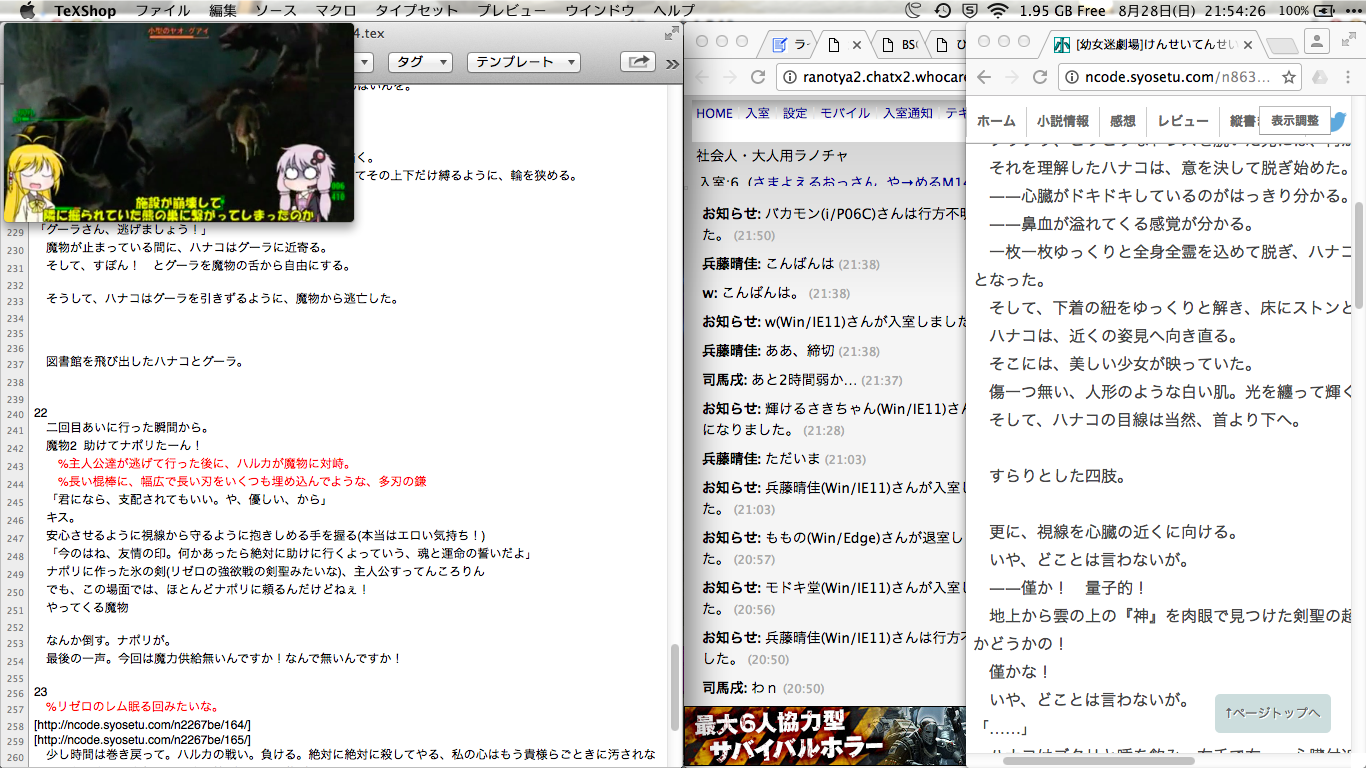 TeXShop ファイル 編集 ソース マクロ タイプセット プレビュー ウインドウ ヘルプ 1.95 GB Free 8月28日(日) 21:54:26 100%
小型のヤオ グアイ
施設が崩壊して
隣に掘られていた熊の巣に繋がってしまったのか
4.tex
タグ
テンプレート
く。
てその上下だけ縛るように、輪を狭める。
229 「グーラさん、逃げましょう！」
230 魔物が止まっている間に、ハナコはグーラに近寄る。
231 そして、すぽん！　とグーラを魔物の舌から自由にする。
232
233 そうして、ハナコはグーラを引きずるように、魔物から逃亡した。
234
235
236
237 図書館を飛び出したハナコとグーラ。
238
239
240 22
241 二回目あいに行った瞬間から。
242 魔物2 助けてナポリたーん！
243 %主人公達が逃げて行った後に、ハルカが魔物に対峙。
244 %長い棍棒に、幅広で長い刃をいくつも埋め込んでような、多刃の鎌
245 「君になら、支配されてもいい。や、優しい、から」
246 キス。
247 安心させるように視線から守るように抱きしめる手を握る(本当はエロい気持ち！)
248 「今のはね、友情の印。何かあったら絶対に助けに行くよっていう、魂と運命の誓いだよ」
249 ナポリに作った氷の剣(リゼロの強欲戦の剣聖みたいな)、主人公すってんころりん
250 でも、この場面では、ほとんどナポリに頼るんだけどねぇ！
251 やってくる魔物
252
253 なんか倒す。ナポリが。
254 最後の一声。今回は魔力供給無いんですか！なんで無いんですか！
255
256 23
257 %リゼロのレム眠る回みたいな。
258 [http://ncode.syosetu.com/n2267be/164/]
259 [http://ncode.syosetu.com/n2267be/165/]
260 少し時間は巻き戻って。ハルカの戦い。負ける。絶対に絶対に殺してやる、私の心はもう貴様らごときに汚されな
ラ-
BS(
ひ
ranotya2.chatx2.whocare
HOME 入室 設定 モバイル 入室通知 テキ
社会人・大人用ラノチャ
入室:6 (さまよえるおっさん, や→めるM14
お知らせ: バカモン(i/P06C)さんは行方不明
た。 (21:50)
兵藤晴佳: こんばんは (21:38)
w: こんばんは。 (21:38)
お知らせ: w(Win/IE11)さんが入室しました
兵藤晴佳: ああ、締切 (21:38)
司馬戌: あと2時間弱か… (21:37)
お知らせ: 輝けるさきちゃん(Win/IE11)さん
になりました。 (21:28)
兵藤晴佳: ただいま (21:03)
お知らせ: 兵藤晴佳(Win/IE11)さんが入室し
た。 (21:03)
お知らせ: ももの(Win/Edge)さんが退室し
た。 (20:57)
お知らせ: モドキ堂(Win/IE11)さんが入室し
た。 (20:56)
お知らせ: 兵藤晴佳(Win/IE11)さんは行方不
した。 (20:50)
司馬戌: わｎ (20:50)
最大6人協力型
サバイバルホラー
[幼女迷劇場]けんせいてんせい
ncode.syosetu.com/n863…
ホーム 小説情報 感想 レビュー 縦書 表示調整
それを理解したハナコは、意を決して脱ぎ始めた。
――心臓がドキドキしているのがはっきり分かる。
――鼻血が溢れてくる感覚が分かる。
一枚一枚ゆっくりと全身全霊を込めて脱ぎ、ハナコ
となった。
そして、下着の紐をゆっくりと解き、床にストンと
ハナコは、近くの姿見へ向き直る。
そこには、美しい少女が映っていた。
傷一つ無い、人形のような白い肌。光を纏って輝く
そして、ハナコの目線は当然、首より下へ。
すらりとした四肢。
更に、視線を心臓の近くに向ける。
いや、どことは言わないが。
――僅か！　量子的！
地上から雲の上の『神』を肉眼で見つけた剣聖の超
かどうかの！
僅かな！
いや、どことは言わないが。
「……」
↑ページトップへ